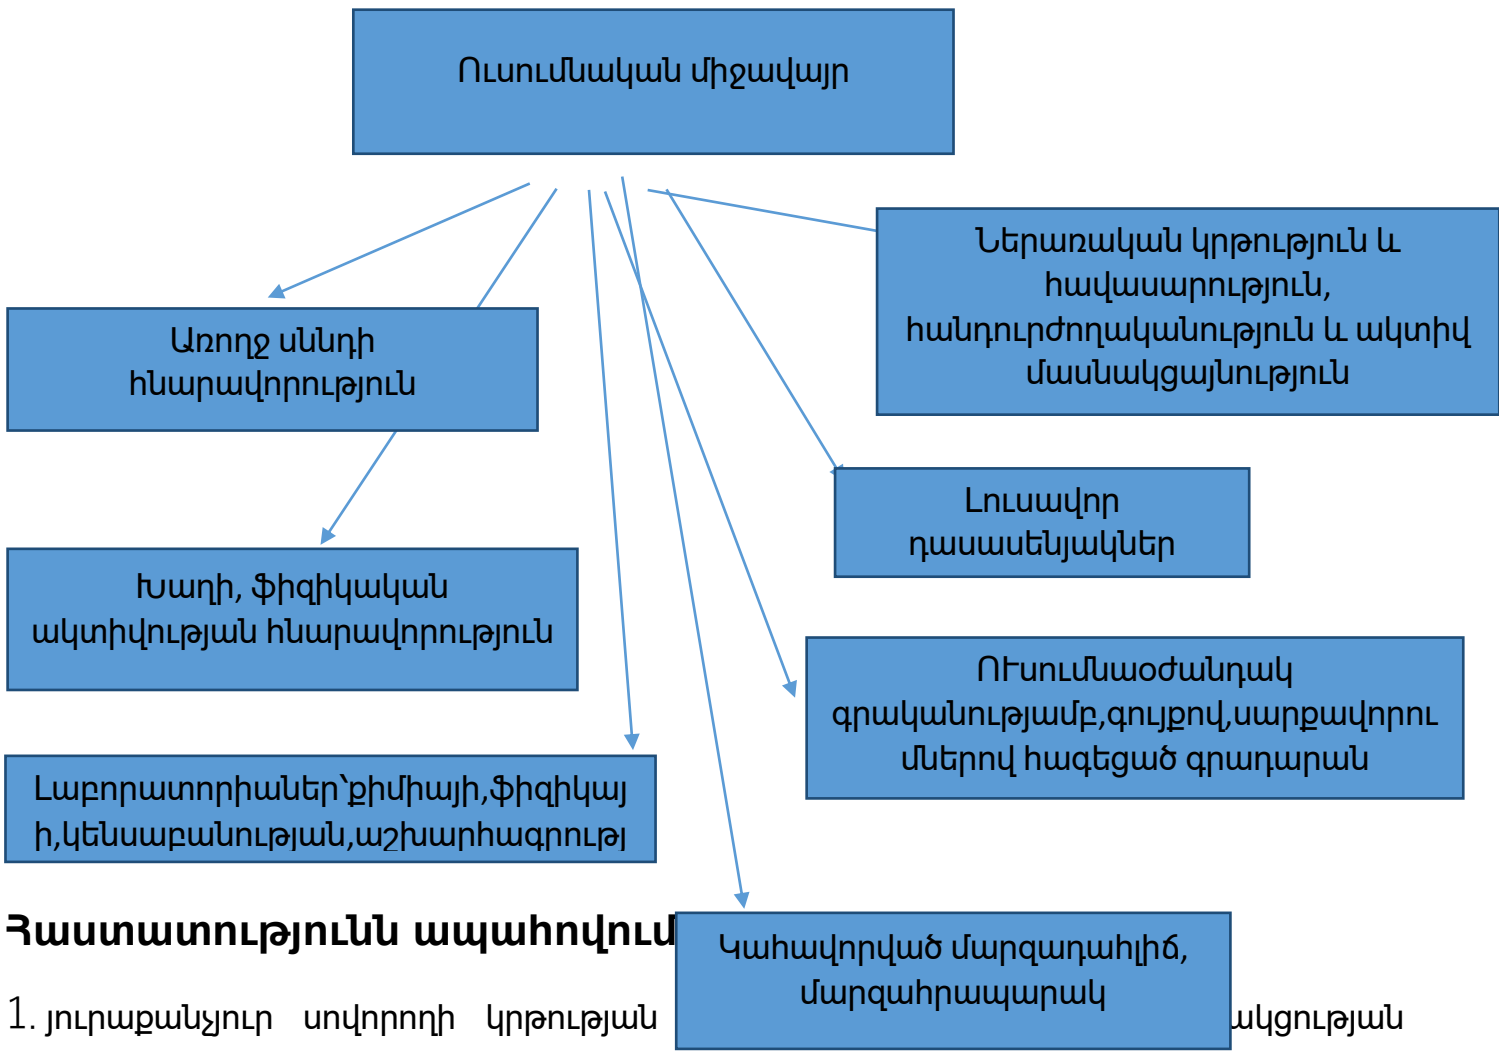 Ուսումնական միջավայր
Ներառական կրթություն և
հավասարություն,
հանդուրժողականություն և ակտիվ
մասնակցայնություն
Առողջ սննդի
հնարավորություն
Լուսավոր
դասասենյակներ
Խաղի, ֆիզիկական
ակտիվության հնարավորություն
ՈՒսումնաօժանդակ
գրականությամբ,գույքով,սարքավորու
մներով հագեցած գրադարան
Լաբորատորիաներ՝քիմիայի,ֆիզիկայ
ի,կենսաբանության,աշխարհագրությ
Հաստատությունն ապահովում
Կահավորված մարզադահլիճ,
մարզահրապարակ
1. յուրաքանչյուր սովորողի կրթության ակցության